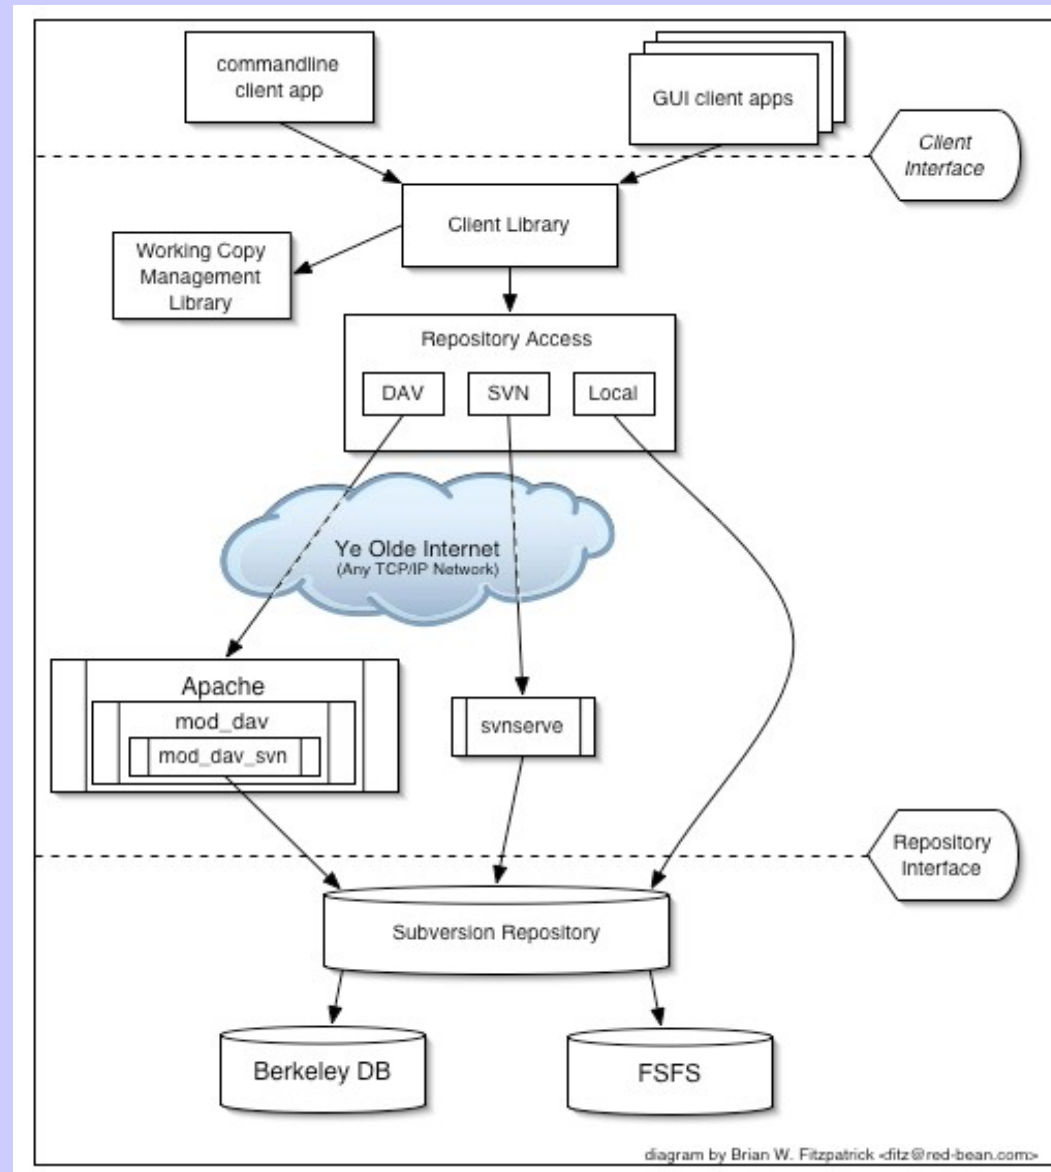 commandline
client app
GUI client apps
Client
Interface
Client Library
Working Copy
Management
Library
Repository Access
DAV
SVN
Local
Ye Olde Internet
(Any TCP/IP Network)
Apache
mod_dav
mod_dav_svn
svnserve
Repository
Interface
Subversion Repository
Berkeley DB
FSFS
diagram by Brian W. Fitzpatrick <fitz@red-bean.com>